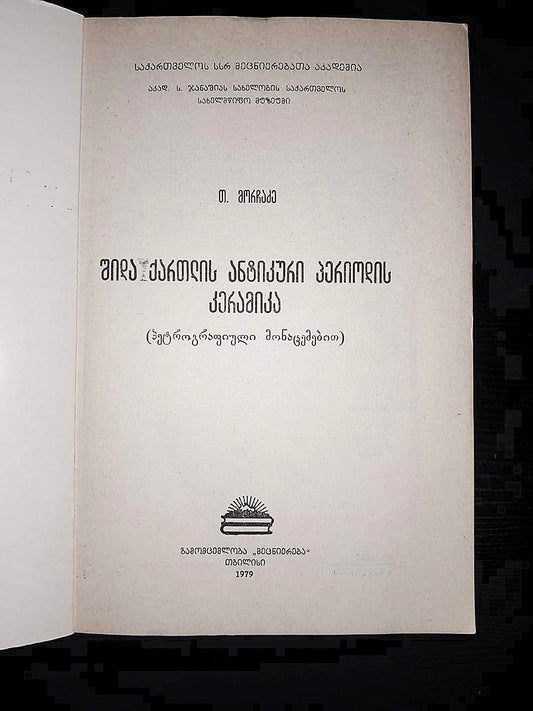 საქართველოს სსრ მეცნიერებათა აკადემია
აკად. ს. ჯანაშიას სახელობის საქართველოს
სახელმწიფო მუზეუმი
თ. მორჩაძე
შიდა ქართლის ანტიკური პერიოდის
კერამიკა
(პეტროგრაფიული მონაცემებით)
გამომცემლობა „მეცნიერება“
თბილისი
1979